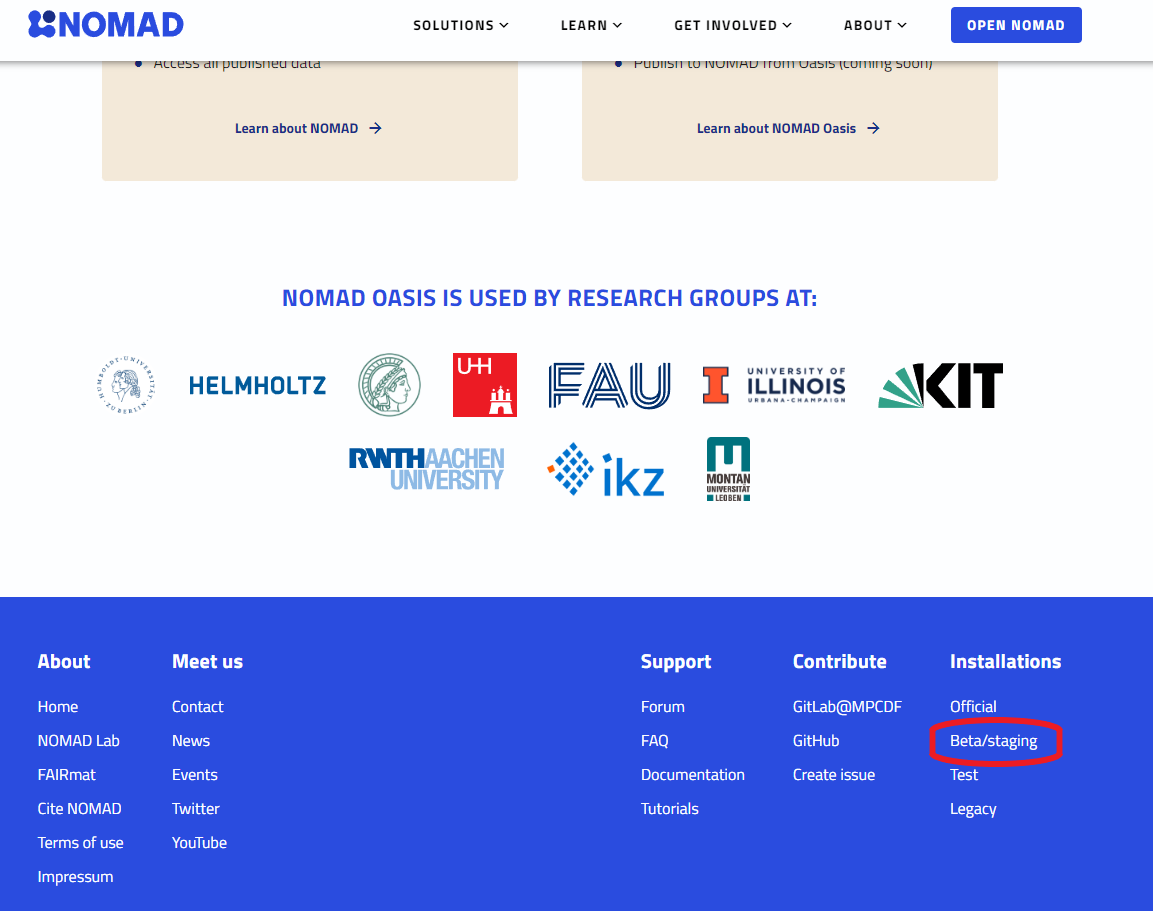 NOMAD
SOLUTIONS
LEARN
GET INVOLVED
ABOUT
OPEN NOMAD
Access all published data
Publish to NOMAD from Oasis (coming soon)
Learn about NOMAD →
Learn about NOMAD Oasis →
NOMAD OASIS IS USED BY RESEARCH GROUPS AT:
HUMBOLDT-UNIVERSITÄT ZU BERLIN
HELMHOLTZ
UHH
FAU
UNIVERSITY OF
ILLINOIS
URBANA-CHAMPAIGN
KIT
RWTHAACHEN
UNIVERSITY
ikz
MONTAN
UNIVERSITÄT
LEOBEN
About
Home
NOMAD Lab
FAIRmat
Cite NOMAD
Terms of use
Impressum
Meet us
Contact
News
Events
Twitter
YouTube
Support
Forum
FAQ
Documentation
Tutorials
Contribute
GitLab@MPCDF
GitHub
Create issue
Installations
Official
Beta/staging
Test
Legacy